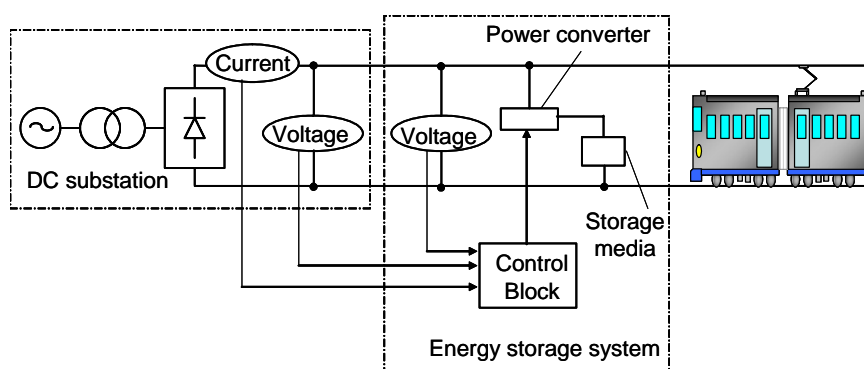 Power converter
Current
Voltage
Voltage
DC substation
Storage
media
Control
Block
Energy storage system